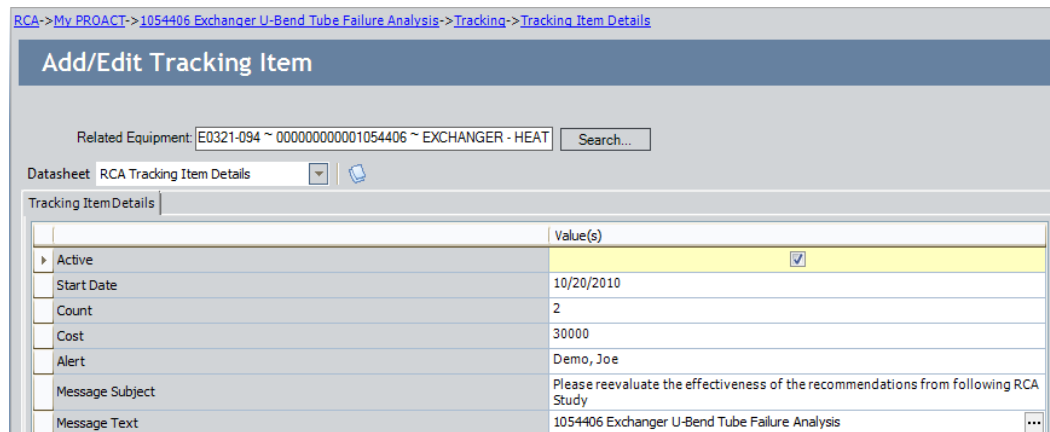 RCA->My PROACT->1054406 Exchanger U-Bend Tube Failure Analysis->Tracking->Tracking Item Details
Add/Edit Tracking Item
Related Equipment: E0321-094 ~ 000000000001054406 ~ EXCHANGER - HEAT Search...
Datasheet RCA Tracking Item Details
Tracking Item Details
Value(s)
Active
Start Date 10/20/2010
Count 2
Cost 30000
Alert Demo, Joe
Message Subject Please reevaluate the effectiveness of the recommendations from following RCA
Study
Message Text 1054406 Exchanger U-Bend Tube Failure Analysis ...